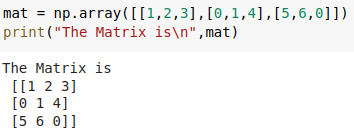 mat = np.array([[1,2,3],[0,1,4],[5,6,0]])
print("The Matrix is\n",mat)
The Matrix is
 [[1 2 3]
 [0 1 4]
 [5 6 0]]